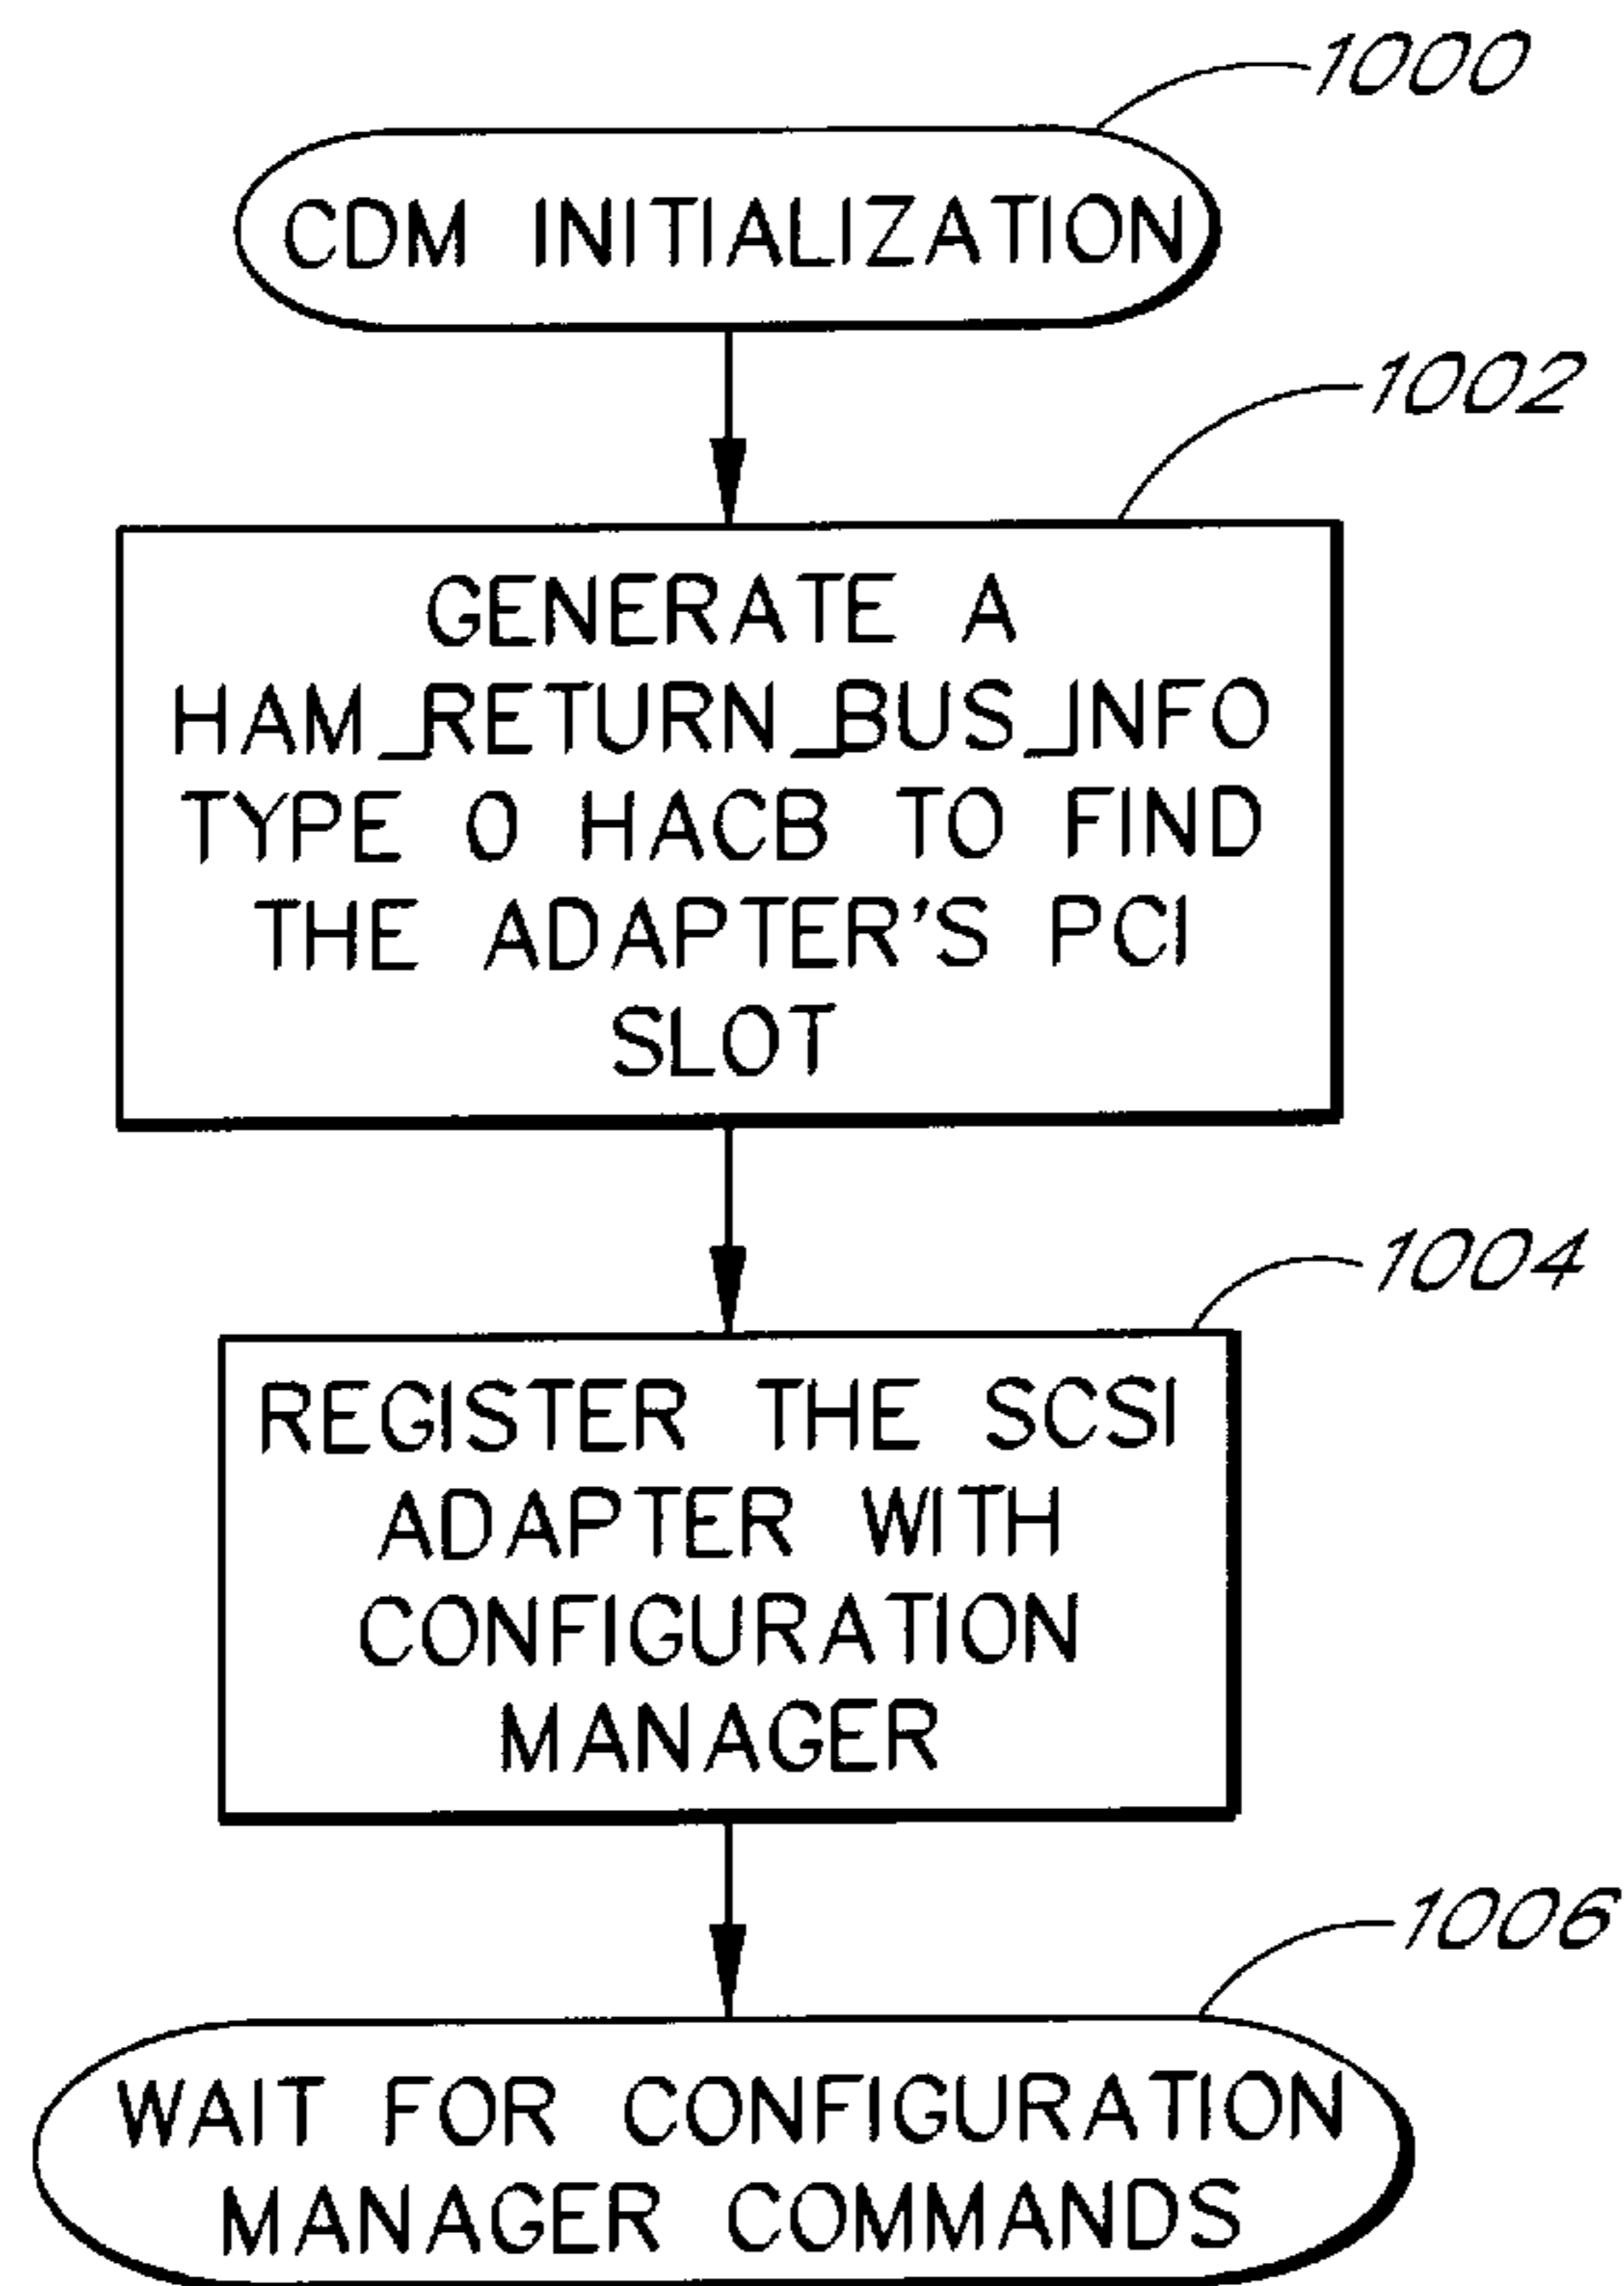 1000
CDM INITIALIZATION
1002
GENERATE A
HAM_RETURN_BUS_INFO
TYPE 0 HACB TO FIND
THE ADAPTER'S PCI
SLOT
1004
REGISTER THE SCSI
ADAPTER WITH
CONFIGURATION
MANAGER
1006
WAIT FOR CONFIGURATION
MANAGER COMMANDS